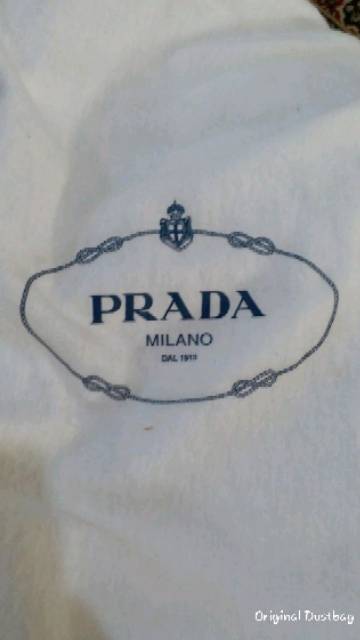 PRADA
MILANO
DAL 1913
Original Dustbag